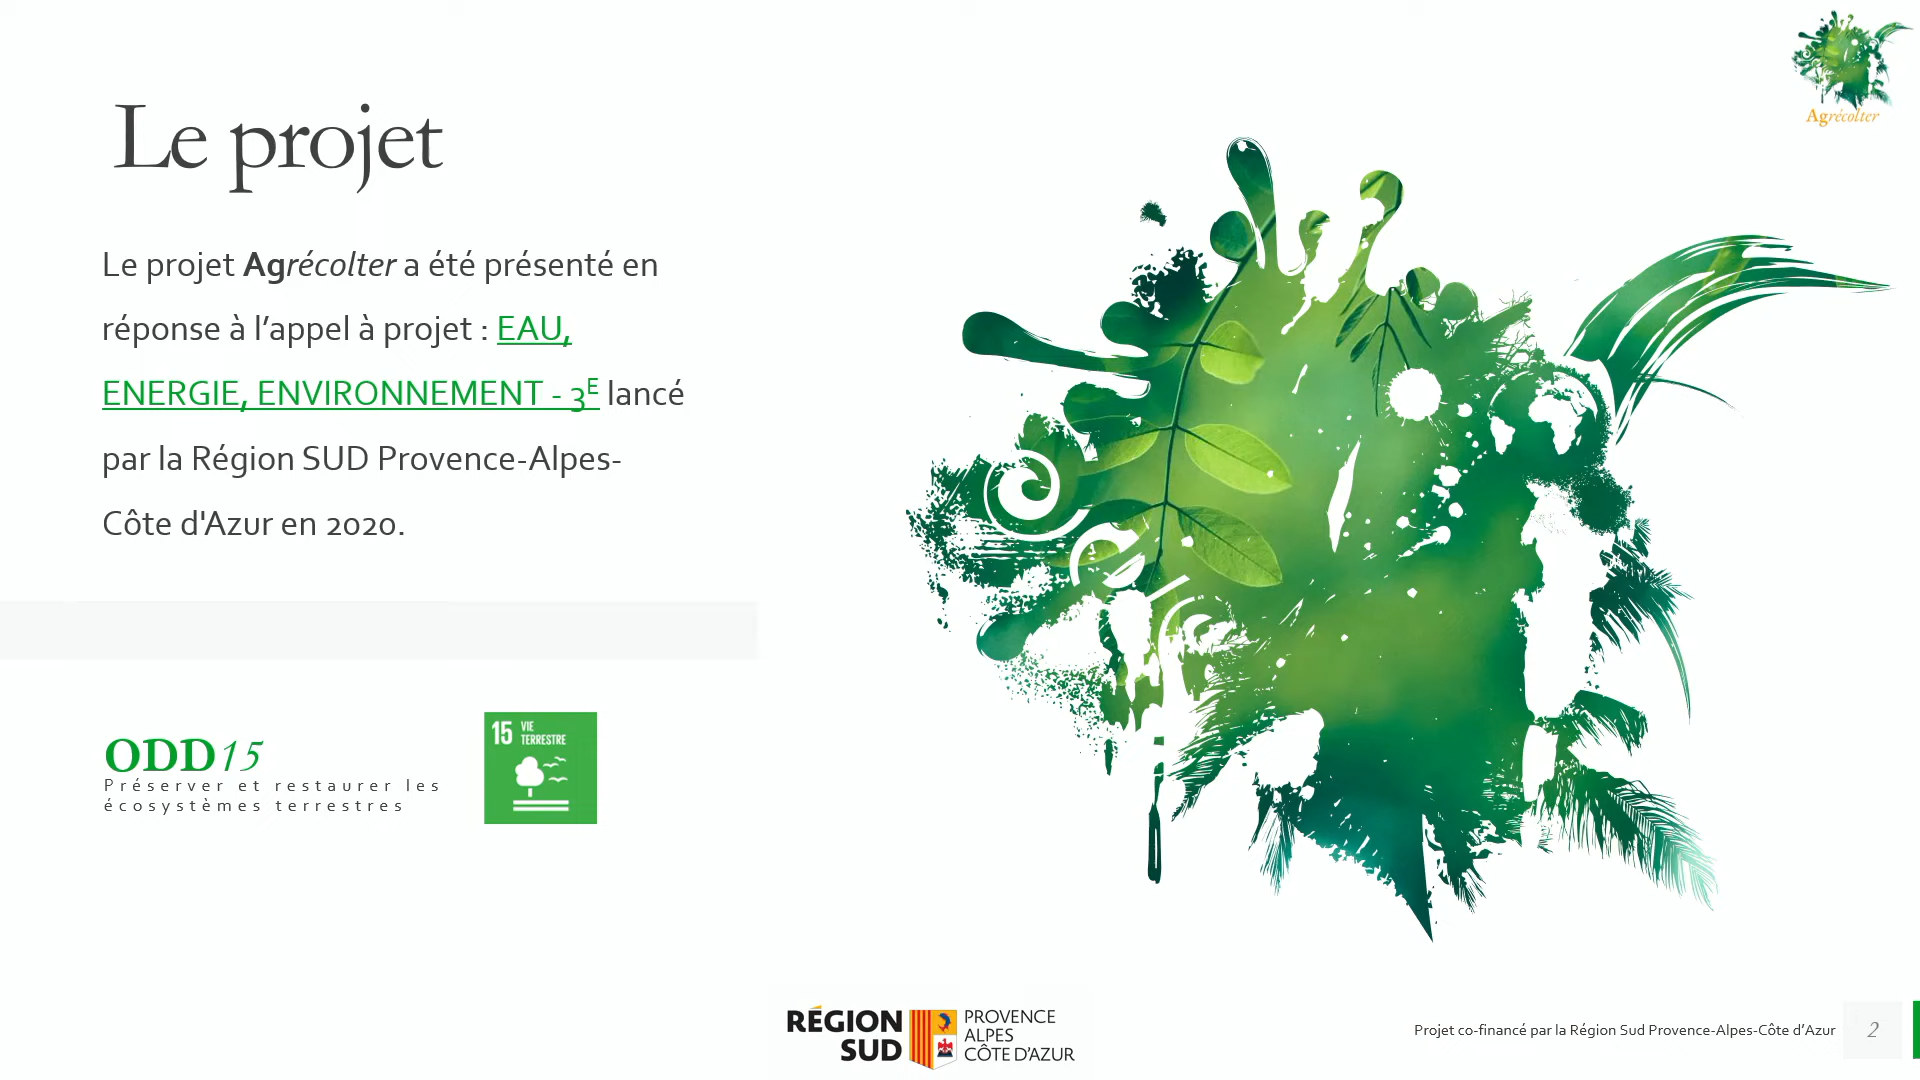 Agrécolter
Le projet
Le projet Agrécolter a été présenté en
réponse à l’appel à projet : EAU,
ENERGIE, ENVIRONNEMENT - 3E lancé
par la Région SUD Provence-Alpes-
Côte d'Azur en 2020.
ODD15
Préserver et restaurer les
écosystèmes terrestres
15 VIE
TERRESTRE
RÉGION
SUD
PROVENCE
ALPES
CÔTE D’AZUR
Projet co-financé par la Région Sud Provence-Alpes-Côte d’Azur
2